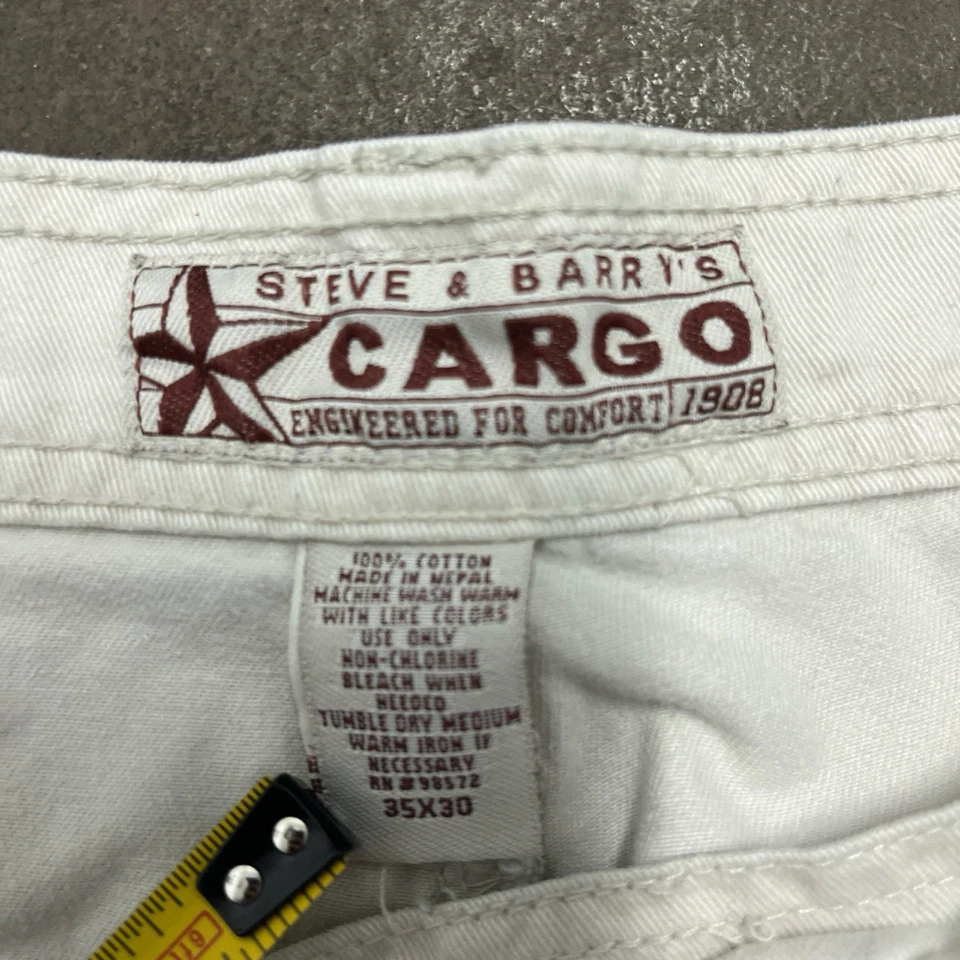 STEVE & BARRY'S
CARGO
ENGINEERED FOR COMFORT 1908
100% COTTON
MADE IN NEPAL
MACHINE WASH WARM
WITH LIKE COLORS
USE ONLY
NON-CHLORINE
BLEACH WHEN
NEEDED
TUMBLE DRY MEDIUM
WARM IRON IF
NECESSARY
RN #98572
35X30